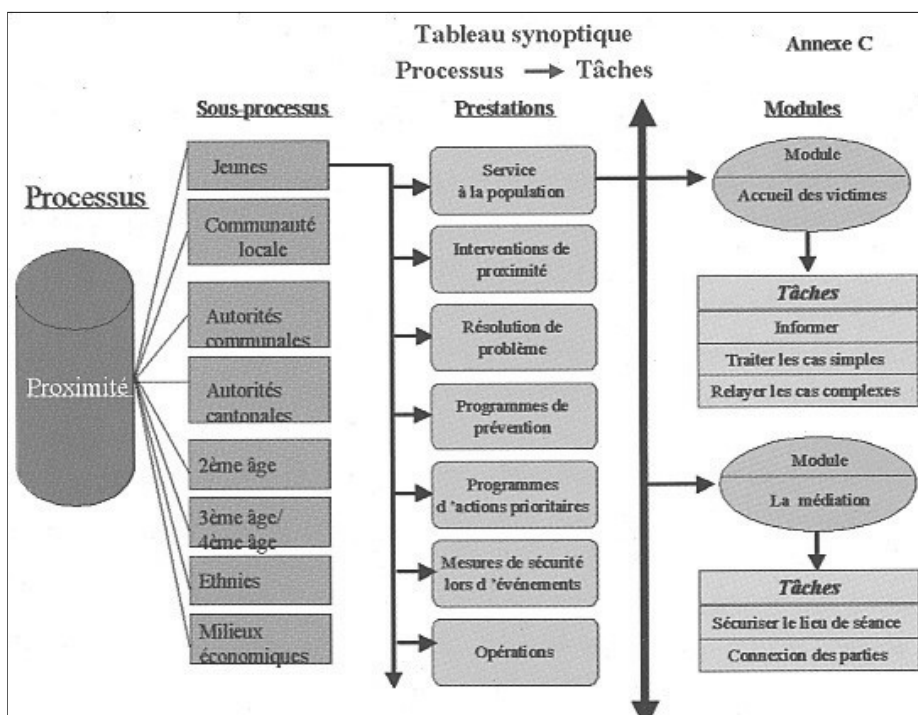 Tableau synoptique
Annexe C
Processus Tâches
Sous-processus
Prestations
Modules
Processus
Proximité
Jeunes
Communauté
locale
Autorités
communales
Autorités
cantonales
2ème âge
3ème âge/
4ème âge
Ethnies
Milieux
économiques
Service
à la population
Interventions de
proximité
Résolution de
problème
Programmes de
prévention
Programmes
d 'actions prioritaires
Mesures de sécurité
lors d 'événements
Opérations
Module
Accueil des victimes
Tâches
Informer
Traiter les cas simples
Relayer les cas complexes
Module
La médiation
Tâches
Sécuriser le lieu de séance
Connexion des parties